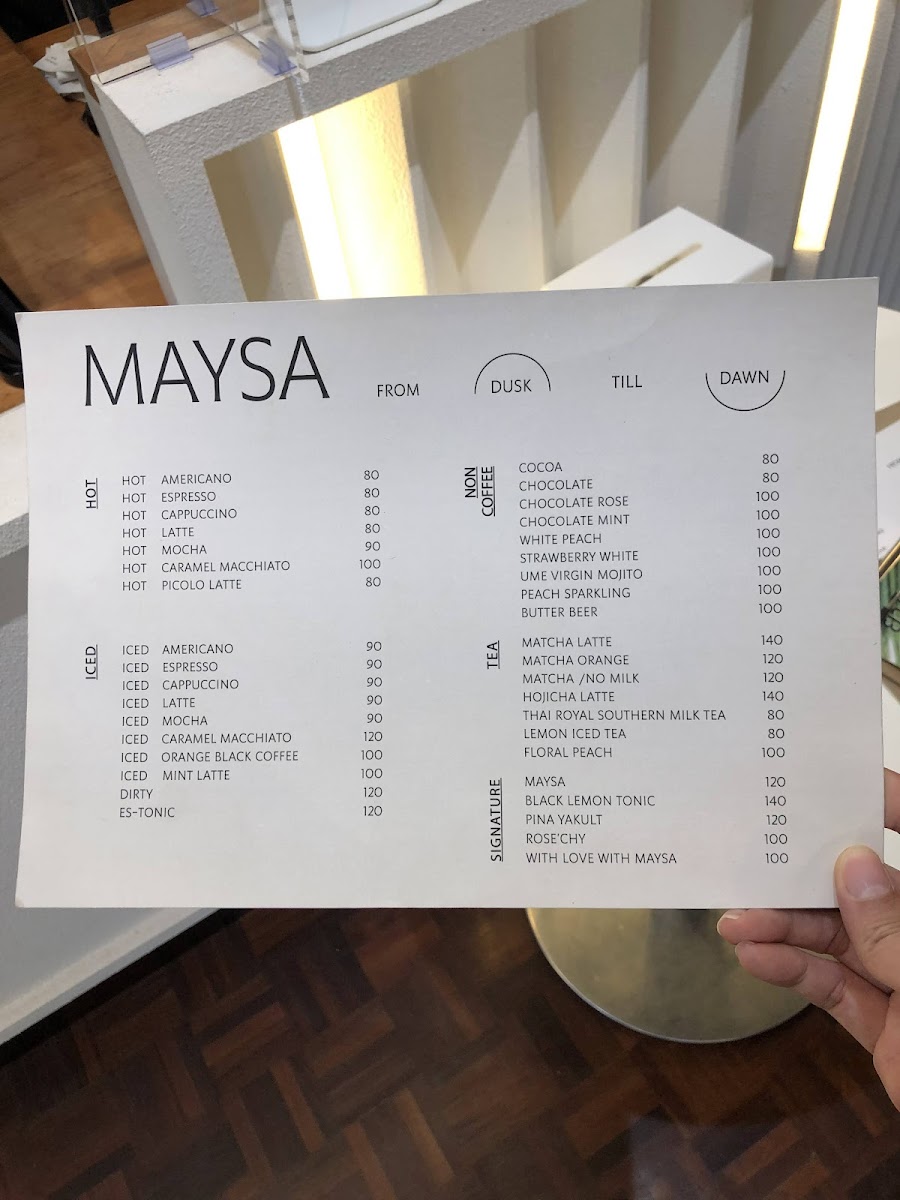 MAYSA FROM DUSK TILL DAWN
HOT
HOT AMERICANO 80
HOT ESPRESSO 80
HOT CAPPUCCINO 80
HOT LATTE 80
HOT MOCHA 90
HOT CARAMEL MACCHIATO 100
HOT PICOLO LATTE 80
ICED
ICED AMERICANO 90
ICED ESPRESSO 90
ICED CAPPUCCINO 90
ICED LATTE 90
ICED MOCHA 90
ICED CARAMEL MACCHIATO 120
ICED ORANGE BLACK COFFEE 100
ICED MINT LATTE 100
DIRTY 120
ES-TONIC 120
NON
COFFEE
COCOA 80
CHOCOLATE 80
CHOCOLATE ROSE 100
CHOCOLATE MINT 100
WHITE PEACH 100
STRAWBERRY WHITE 100
UME VIRGIN MOJITO 100
PEACH SPARKLING 100
BUTTER BEER 100
TEA
MATCHA LATTE 140
MATCHA ORANGE 120
MATCHA /NO MILK 120
HOJICHA LATTE 140
THAI ROYAL SOUTHERN MILK TEA 80
LEMON ICED TEA 80
FLORAL PEACH 100
SIGNATURE
MAYSA 120
BLACK LEMON TONIC 140
PINA YAKULT 120
ROSE'CHY 100
WITH LOVE WITH MAYSA 100